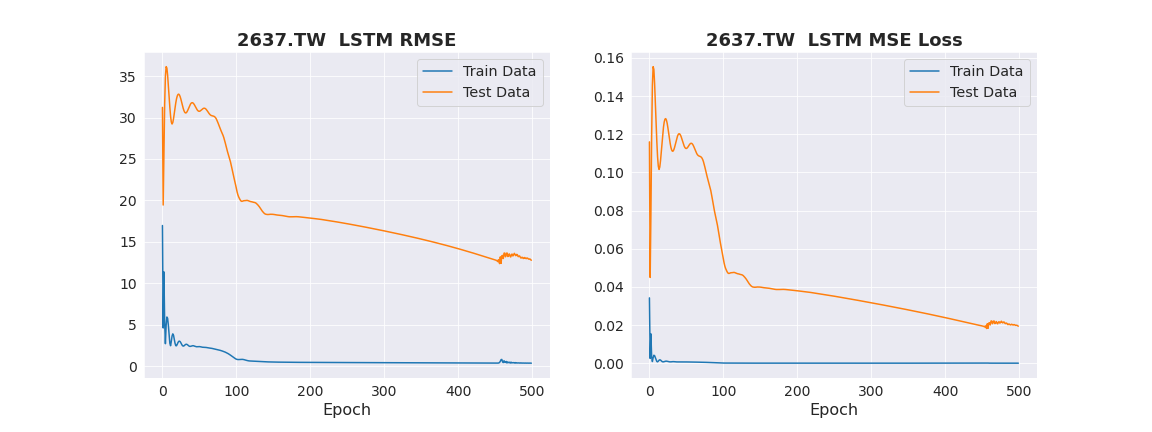 2637.TW  LSTM RMSE
Train Data
Test Data
35
30
25
20
15
10
5
0
0 100 200 300 400 500
Epoch
2637.TW  LSTM MSE Loss
Train Data
Test Data
0.16
0.14
0.12
0.10
0.08
0.06
0.04
0.02
0.00
0 100 200 300 400 500
Epoch